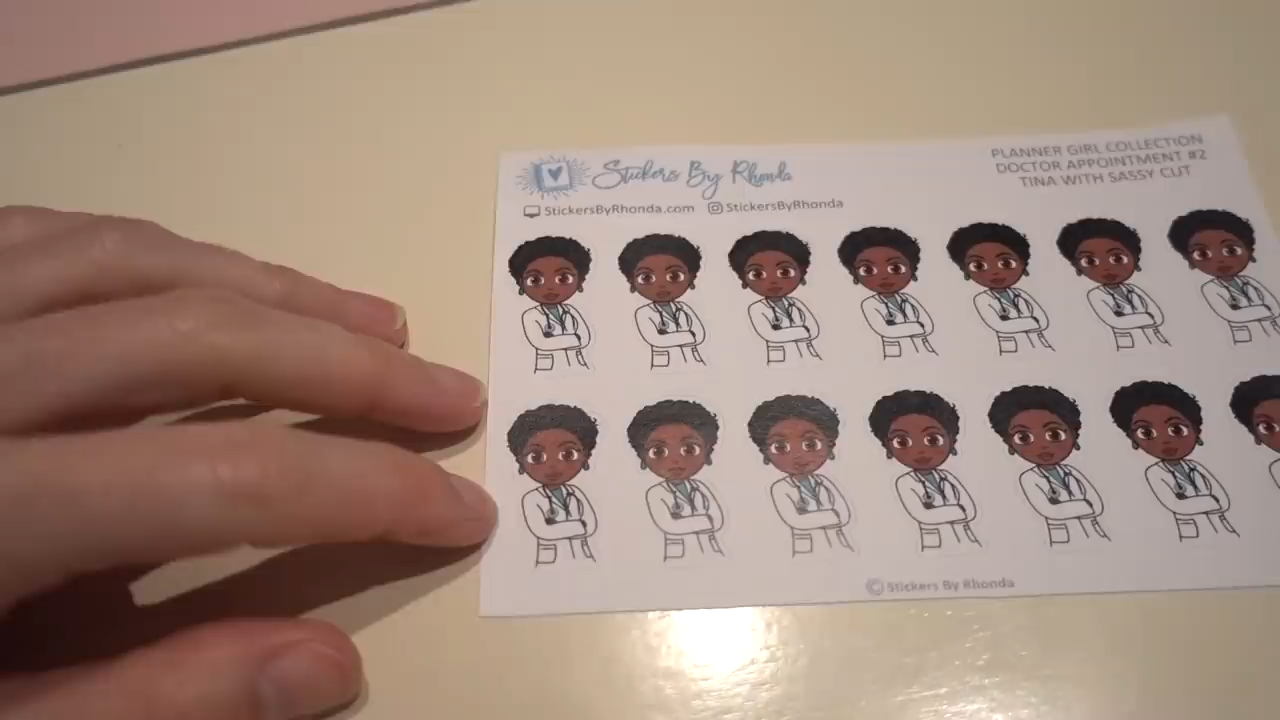 Stickers By Rhonda
StickersByRhonda.com StickersByRhonda
PLANNER GIRL COLLECTION
DOCTOR APPOINTMENT #2
TINA WITH SASSY CUT
© Stickers By Rhonda